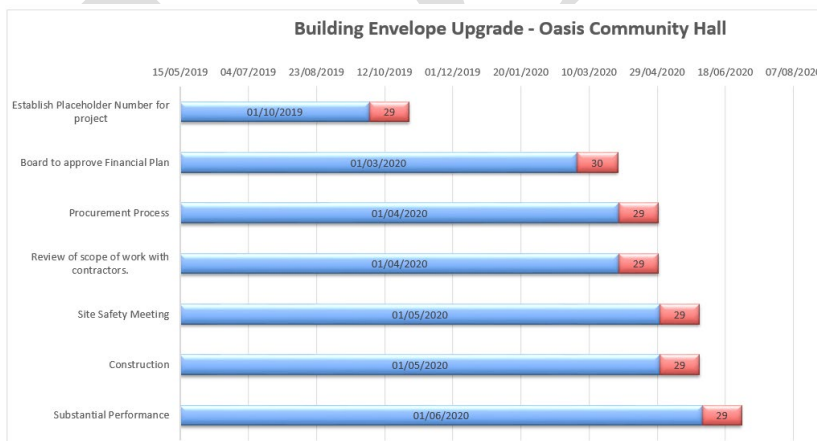 Building Envelope Upgrade - Oasis Community Hall
15/05/2019 04/07/2019 23/08/2019 12/10/2019 01/12/2019 20/01/2020 10/03/2020 29/04/2020 18/06/2020 07/08/2020
Establish Placeholder Number for
project
01/10/2019 29
Board to approve Financial Plan 01/03/2020 30
Procurement Process 01/04/2020 29
Review of scope of work with
contractors.
01/04/2020 29
Site Safety Meeting 01/05/2020 29
Construction 01/05/2020 29
Substantial Performance 01/06/2020 29